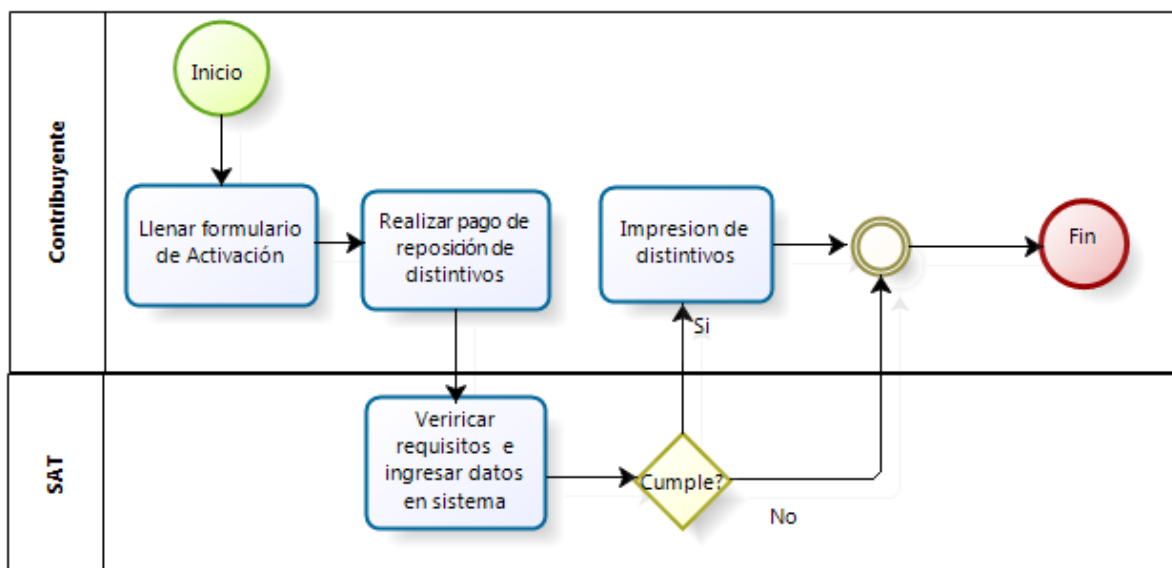 Contribuyente
Inicio
Llenar formulario
de Activación
Realizar pago de
reposición de
distintivos
Impresion de
distintivos
Fin
Si
SAT
Veriricar
requisitos e
ingresar datos
en sistema
Cumple?
No